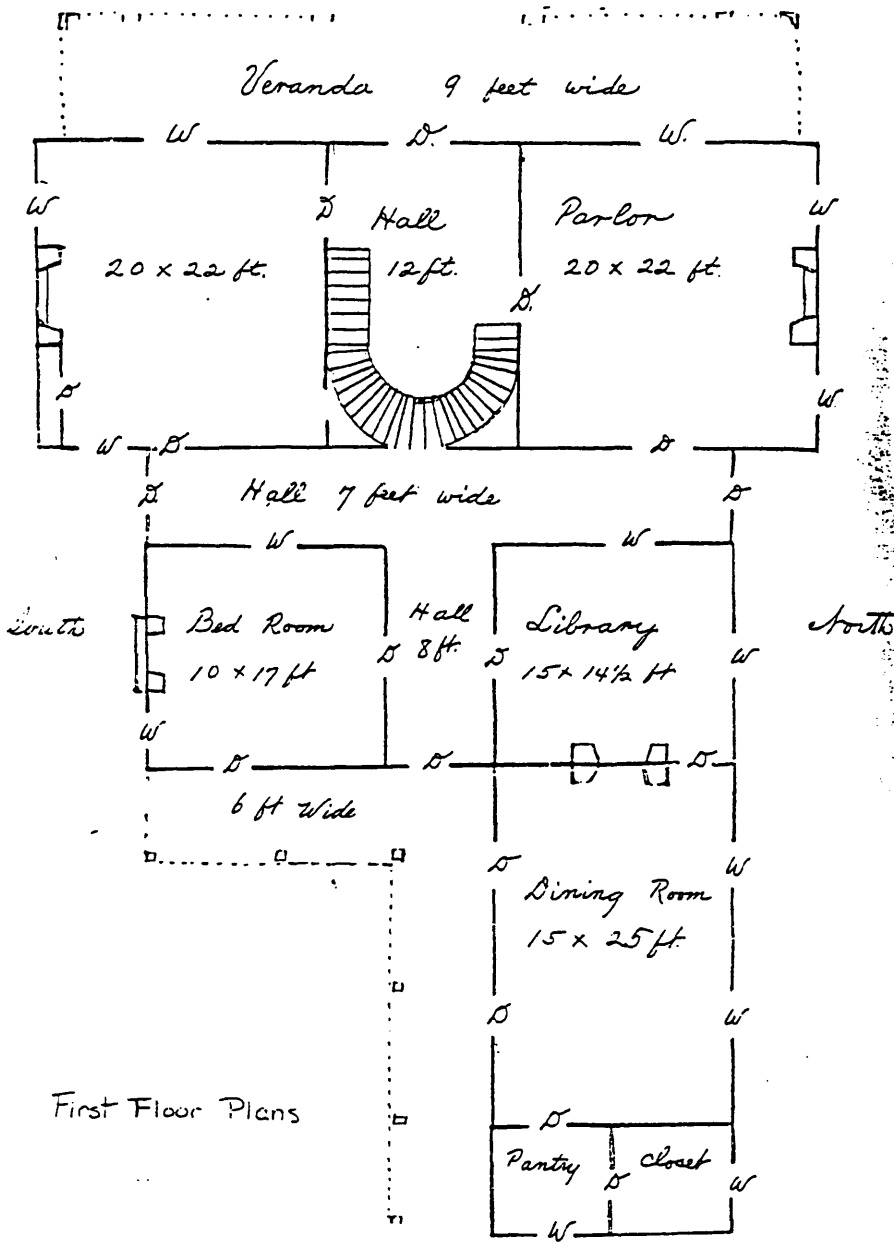 Veranda 9 feet wide
W D. W.
W D Hall Parlor W
20 x 22 ft. 12 ft. 20 x 22 ft.
D.
D W
W D D
D. Hall 7 feet wide D
W W
South Bed Room Hall Library North
10 x 17 ft D 8 ft. D 15 x 14½ ft W
W
D D D
6 ft Wide
D W
Dining Room
15 x 25 ft.
D W
First Floor Plans
D
Pantry Closet
D W
W